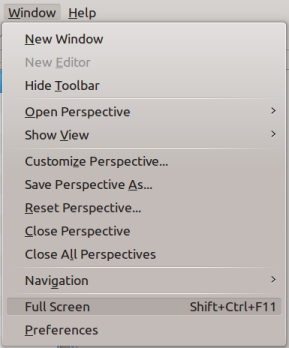 Window Help
New Window
New Editor
Hide Toolbar
Open Perspective
Show View
Customize Perspective...
Save Perspective As...
Reset Perspective...
Close Perspective
Close All Perspectives
Navigation
Full Screen Shift+Ctrl+F11
Preferences